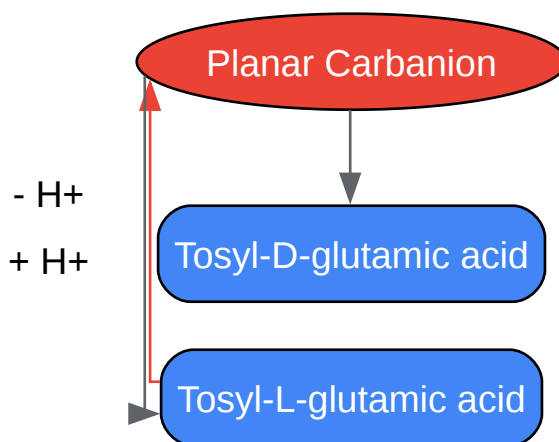 Planar Carbanion
- H+
+ H+
Tosyl-D-glutamic acid
Tosyl-L-glutamic acid